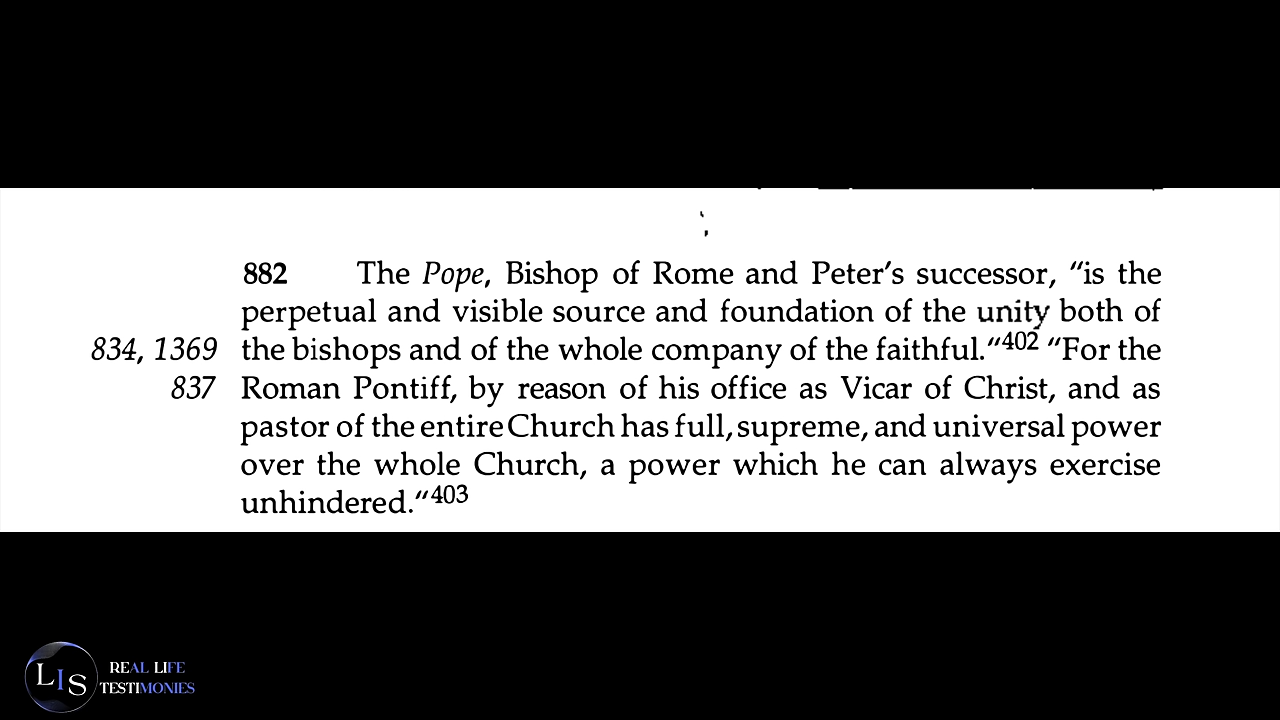 882 The Pope, Bishop of Rome and Peter's successor, "is the
perpetual and visible source and foundation of the unity both of
834, 1369 the bishops and of the whole company of the faithful."402 "For the
837 Roman Pontiff, by reason of his office as Vicar of Christ, and as
pastor of the entire Church has full, supreme, and universal power
over the whole Church, a power which he can always exercise
unhindered."403
LIS
REAL LIFE
TESTIMONIES